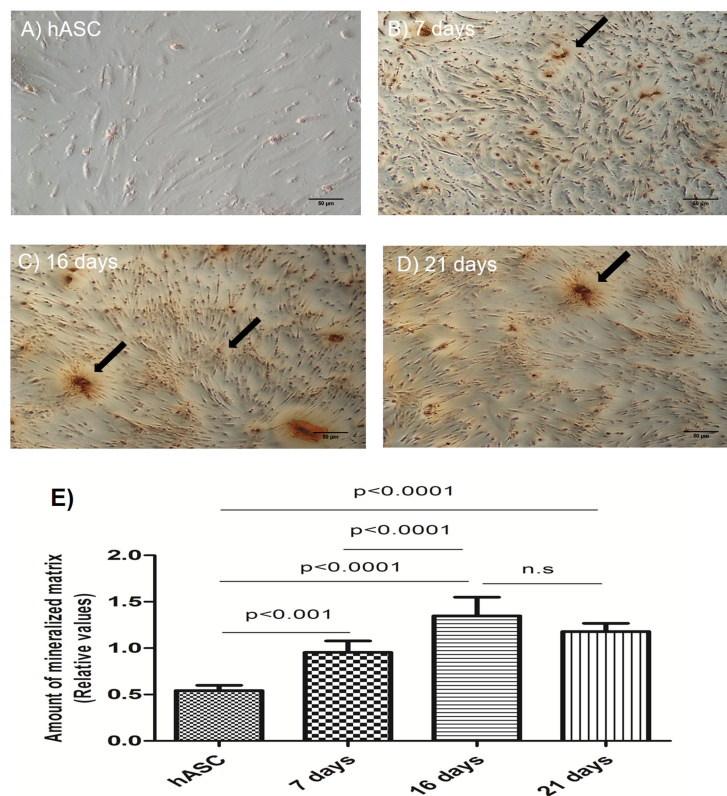 A) hASC
50 µm
B) 7 days
50 µm
C) 16 days
50 µm
D) 21 days
50 µm
E)
p<0.0001
p<0.0001
p<0.0001
n.s
p<0.001
Amount of mineralized matrix
(Relative values)
2.0
1.5
1.0
0.5
0.0
hASC
7 days
16 days
21 days